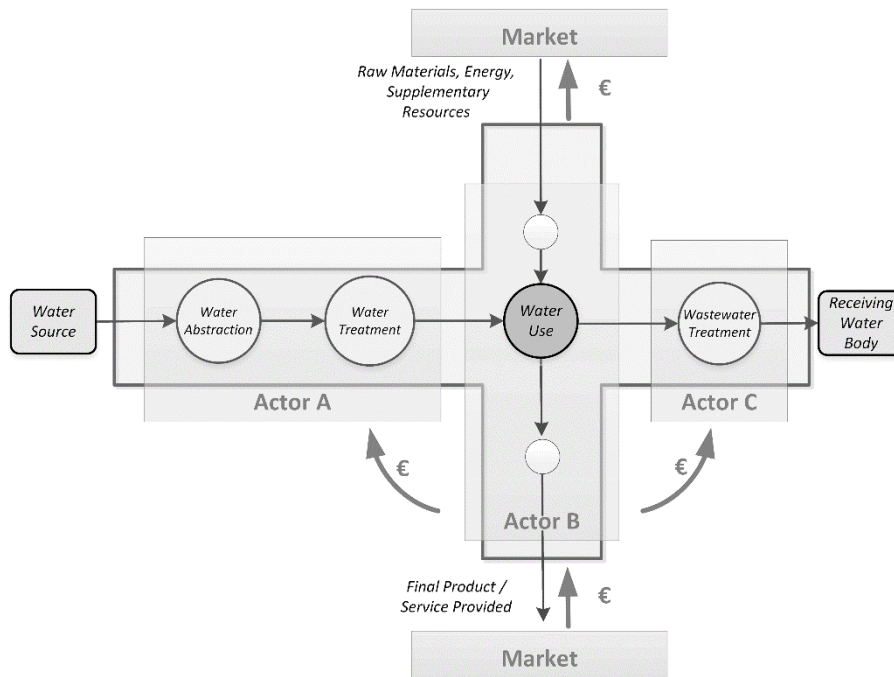 Market
Raw Materials, Energy,
Supplementary
Resources
€
Water
Source
Water
Abstraction
Water
Treatment
Water
Use
Wastewater
Treatment
Receiving
Water
Body
Actor A
Actor C
€
€
Actor B
Final Product /
Service Provided
€
Market